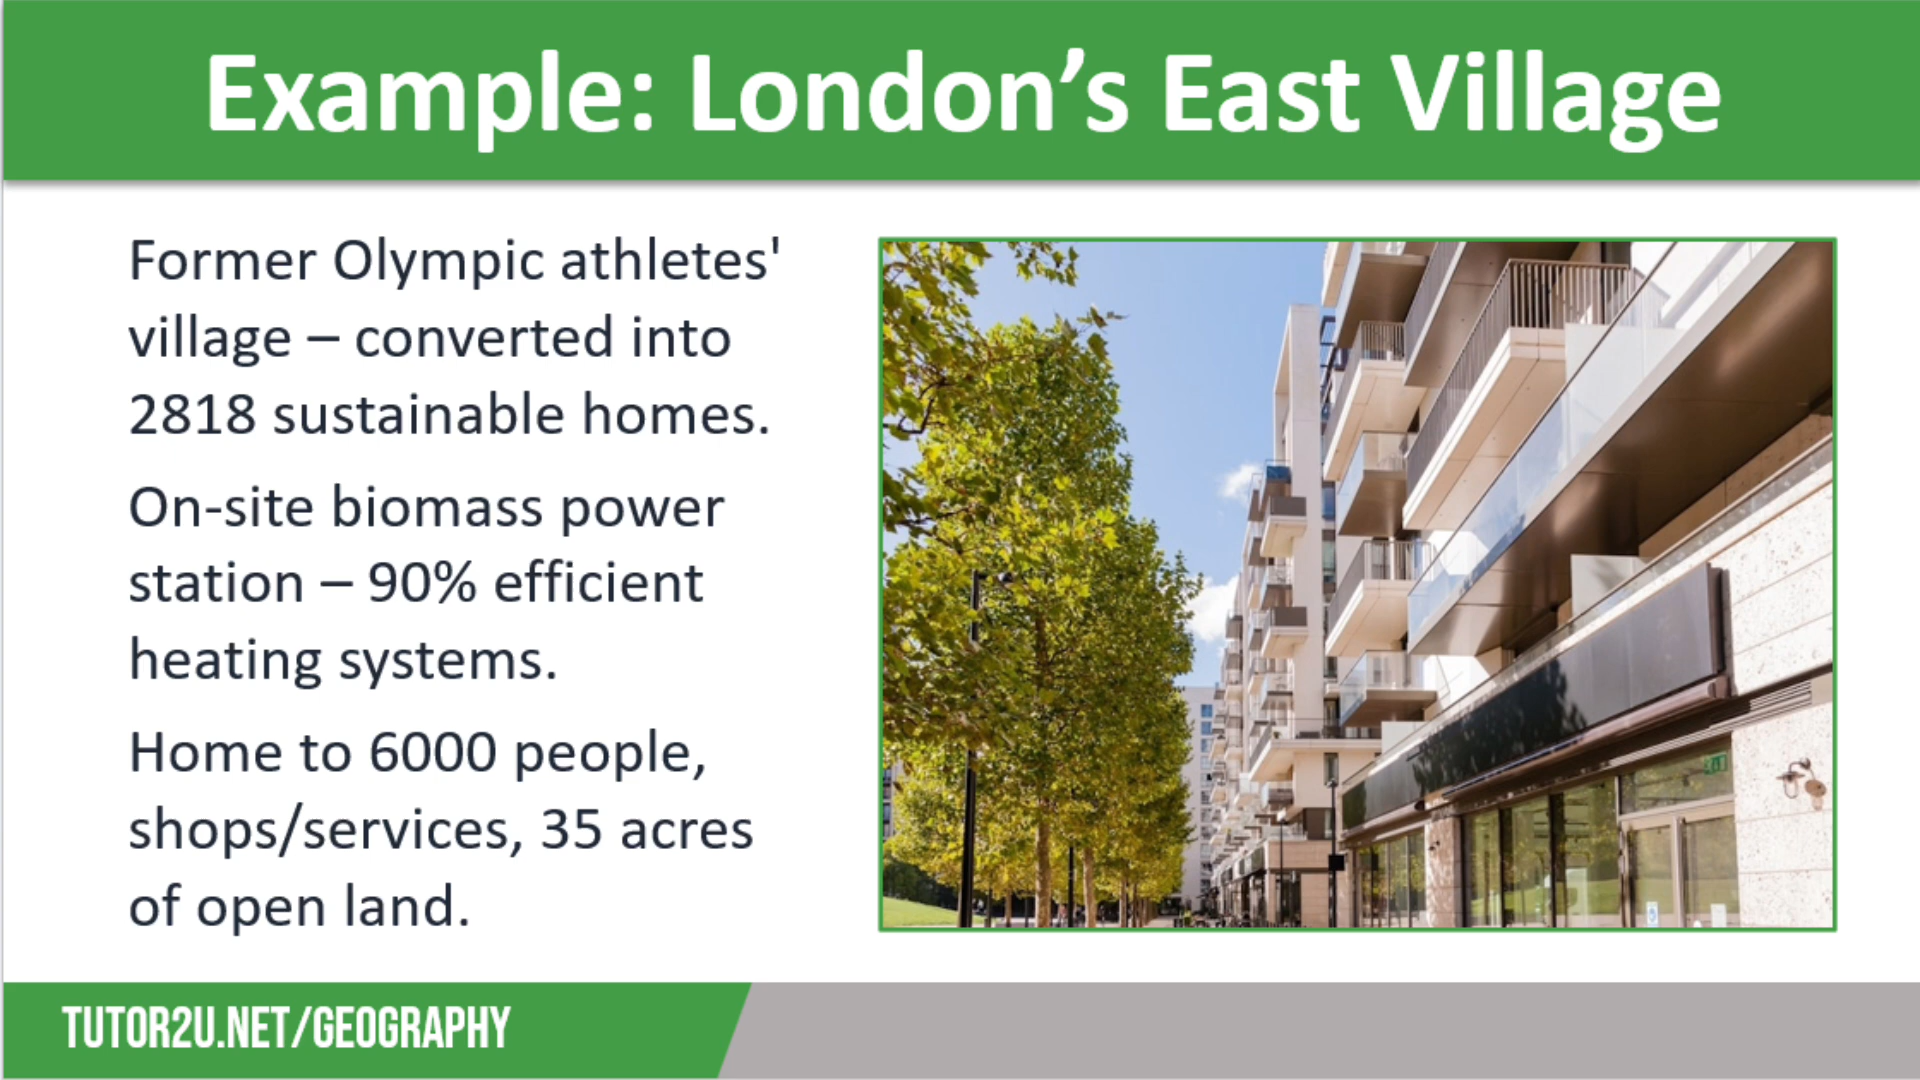 Example: London’s East Village
Former Olympic athletes'
village – converted into
2818 sustainable homes.
On-site biomass power
station – 90% efficient
heating systems.
Home to 6000 people,
shops/services, 35 acres
of open land.
TUTOR2U.NET/GEOGRAPHY